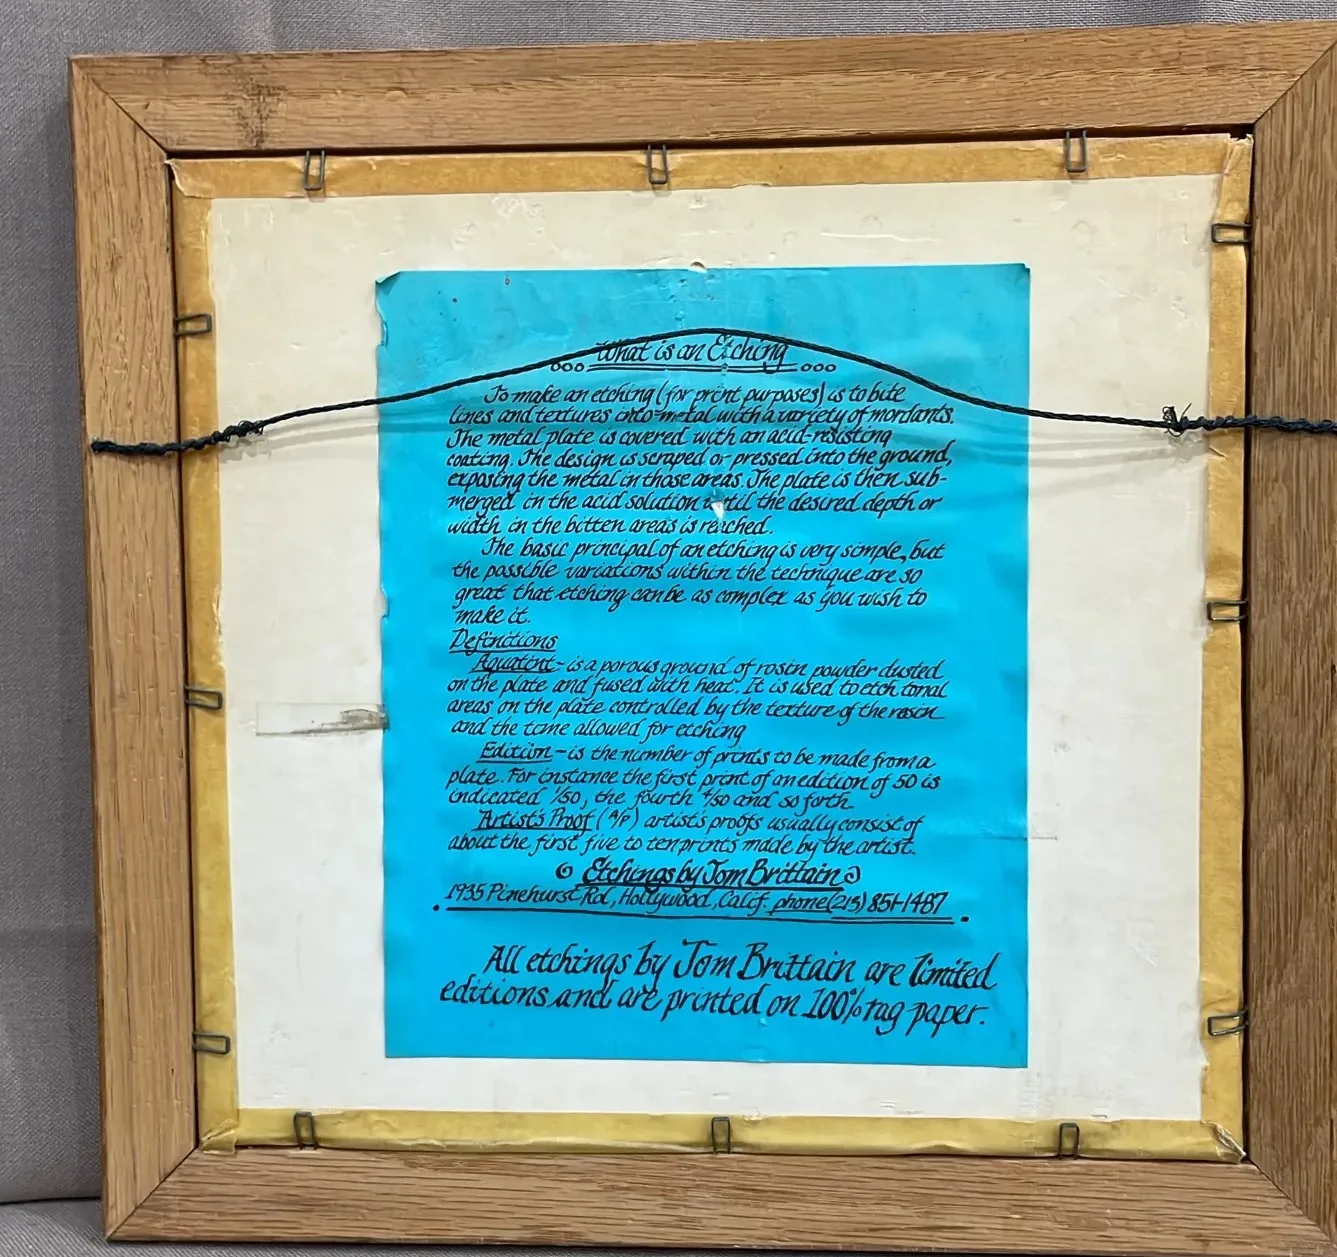 What is an Etching
To make an etching (for print purposes) is to bite
lines and textures into metal with a variety of mordants.
The metal plate is covered with an acid-resisting
coating. The design is scraped or pressed into the ground,
exposing the metal in those areas. The plate is then sub-
merged in the acid solution until the desired depth or
width in the bitten areas is reached.
The basic principal of an etching is very simple, but
the possible variations within the technique are so
great that etching can be as complex as you wish to
make it.
Definitions
Aquatint - is a porous ground of rosin powder dusted
on the plate and fused with heat. It is used to etch tonal
areas on the plate controlled by the texture of the rosin
and the time allowed for etching
Edition - is the number of prints to be made from a
plate. For instance the first print of an edition of 50 is
indicated 1/50, the fourth 4/50 and so forth.
Artist's Proof (A/P) artist's proofs usually consist of
about the first five to ten prints made by the artist.
Etchings by Tom Brittain
1935 Pinehurst Rd, Hollywood, Calif. phone (213) 851-1487
All etchings by Tom Brittain are limited
editions and are printed on 100% rag paper.